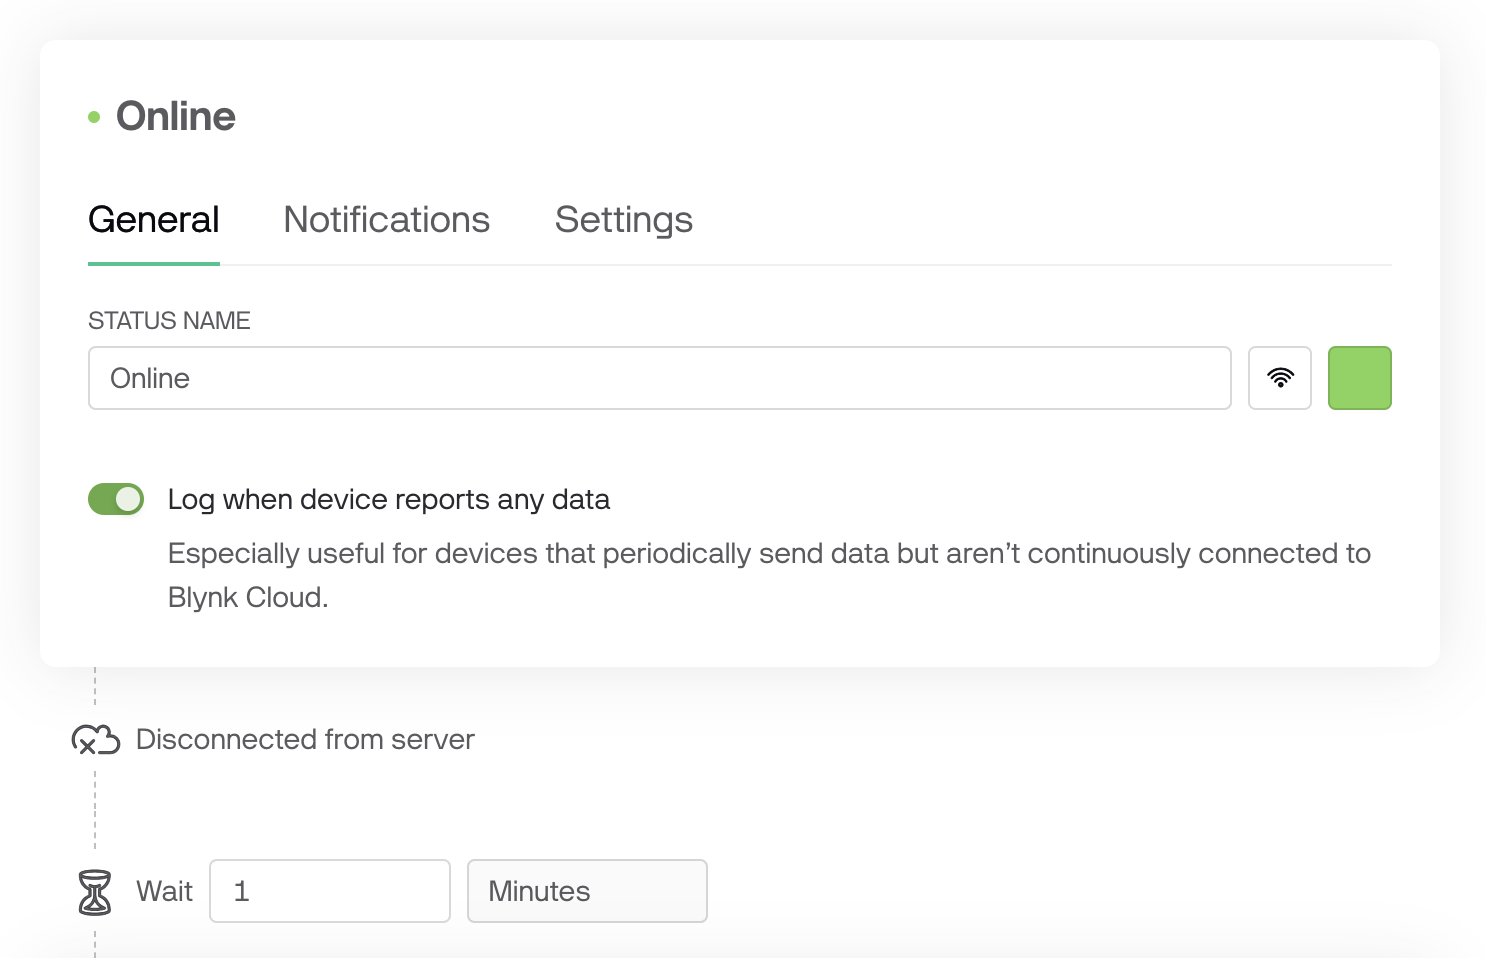 Online
General Notifications Settings
STATUS NAME
Online
Log when device reports any data
Especially useful for devices that periodically send data but aren’t continuously connected to
Blynk Cloud.
Disconnected from server
Wait 1 Minutes